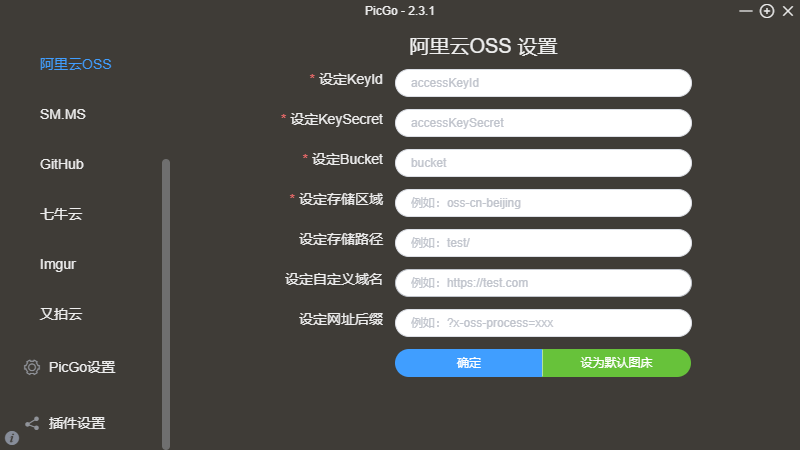 PicGo - 2.3.1
阿里云OSS
SM.MS
GitHub
七牛云
Imgur
又拍云
PicGo设置
插件设置
阿里云OSS 设置
* 设定KeyId
accessKeyId
* 设定KeySecret
accessKeySecret
* 设定Bucket
bucket
* 设定存储区域
例如：oss-cn-beijing
设定存储路径
例如：test/
设定自定义域名
例如：https://test.com
设定网址后缀
例如：?x-oss-process=xxx
确定
设为默认图床